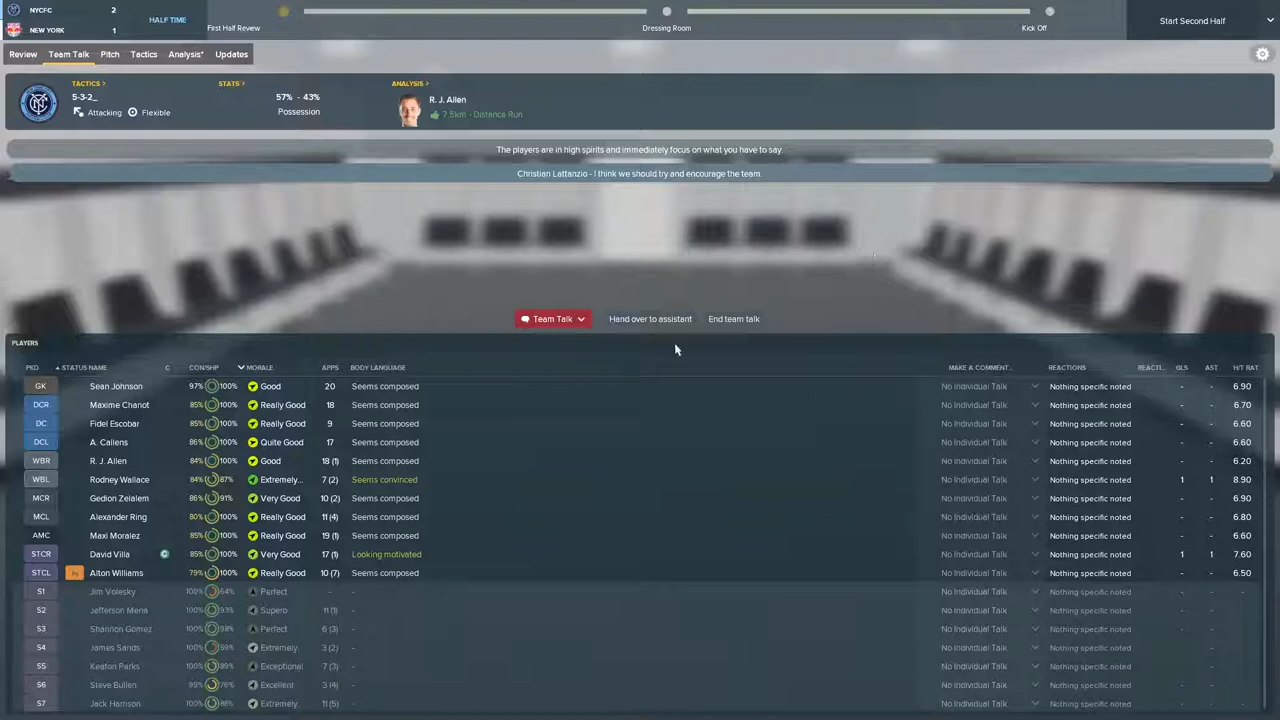 NYCFC 2
NEW YORK 1
HALF TIME
First Half Review
Dressing Room
Kick Off
Start Second Half
Review Team Talk Pitch Tactics Analysis* Updates
TACTICS >
5-3-2_
Attacking Flexible
STATS >
57% - 43%
Possession
ANALYSIS >
R. J. Allen
7.5km - Distance Run
The players are in high spirits and immediately focus on what you have to say.
Christian Lattanzio - I think we should try and encourage the team.
Team Talk Hand over to assistant End team talk
PLAYERS
PKD STATUS NAME C CON/SHP MORALE APPS BODY LANGUAGE MAKE A COMMENT... REACTIONS REACTI... GLS AST H/T RAT
GK Sean Johnson 97% 100% Good 20 Seems composed No Individual Talk Nothing specific noted - - 6.90
DCR Maxime Chanot 85% 100% Really Good 18 Seems composed No Individual Talk Nothing specific noted - - 6.70
DC Fidel Escobar 85% 100% Really Good 9 Seems composed No Individual Talk Nothing specific noted - - 6.60
DCL A. Callens 86% 100% Quite Good 17 Seems composed No Individual Talk Nothing specific noted - - 6.60
WBR R. J. Allen 84% 100% Good 18 (1) Seems composed No Individual Talk Nothing specific noted - - 6.20
WBL Rodney Wallace 84% 87% Extremely... 7 (2) Seems convinced No Individual Talk Nothing specific noted 1 1 8.90
MCR Gedion Zelalem 86% 91% Very Good 10 (2) Seems composed No Individual Talk Nothing specific noted - - 6.90
MCL Alexander Ring 80% 100% Really Good 11 (4) Seems composed No Individual Talk Nothing specific noted - - 6.80
AMC Maxi Moralez 85% 100% Really Good 19 (1) Seems composed No Individual Talk Nothing specific noted - - 6.60
STCR David Villa C 85% 100% Very Good 17 (1) Looking motivated No Individual Talk Nothing specific noted 1 1 7.60
STCL Inj Alton Williams 79% 100% Really Good 10 (7) Seems composed No Individual Talk Nothing specific noted - - 6.50
S1 Jim Volesky 100% 64% Perfect - - No Individual Talk Nothing specific noted - - -
S2 Jefferson Mena 100% 93% Superb 11 (1) - No Individual Talk Nothing specific noted - - -
S3 Shannon Gomez 100% 98% Perfect 6 (3) - No Individual Talk Nothing specific noted - - -
S4 James Sands 100% 59% Extremely... 3 (2) - No Individual Talk Nothing specific noted - - -
S5 Keaton Parks 100% 89% Exceptional 7 (3) - No Individual Talk Nothing specific noted - - -
S6 Steve Bullen 99% 76% Excellent 3 (4) - No Individual Talk Nothing specific noted - - -
S7 Jack Harrison 100% 88% Extremely... 11 (5) - No Individual Talk Nothing specific noted - - -